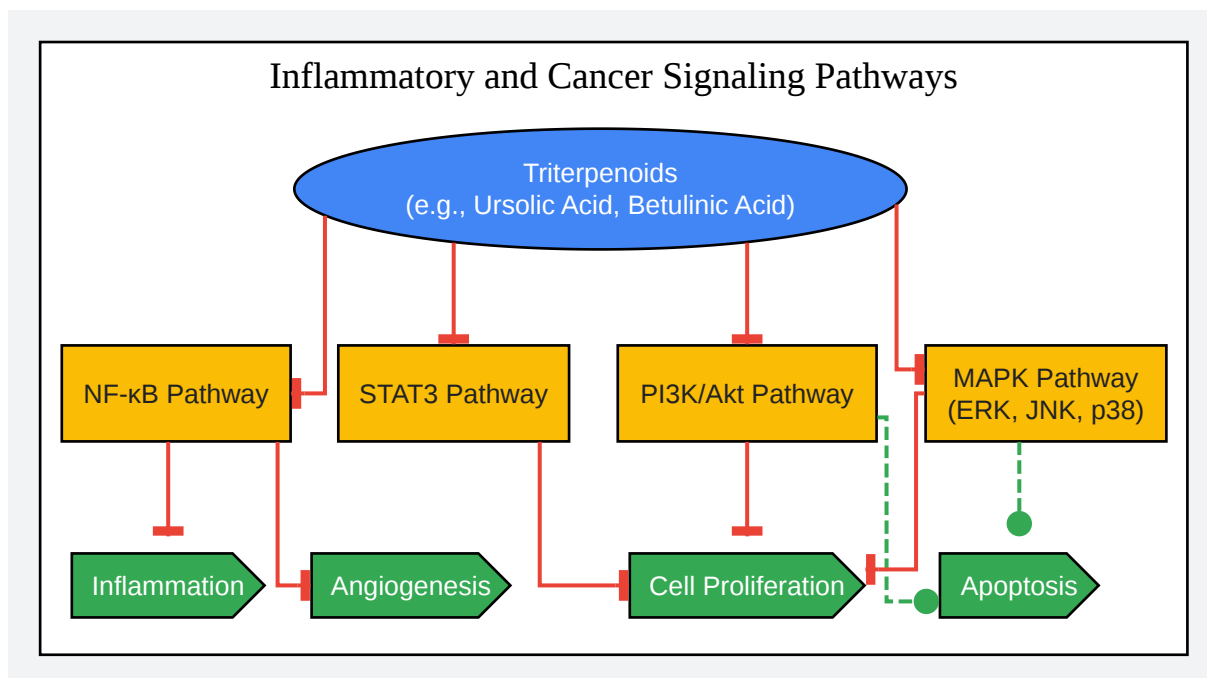 Inflammatory and Cancer Signaling Pathways
Triterpenoids
(e.g., Ursolic Acid, Betulinic Acid)
NF-κB Pathway
STAT3 Pathway
PI3K/Akt Pathway
MAPK Pathway
(ERK, JNK, p38)
Inflammation
Angiogenesis
Cell Proliferation
Apoptosis